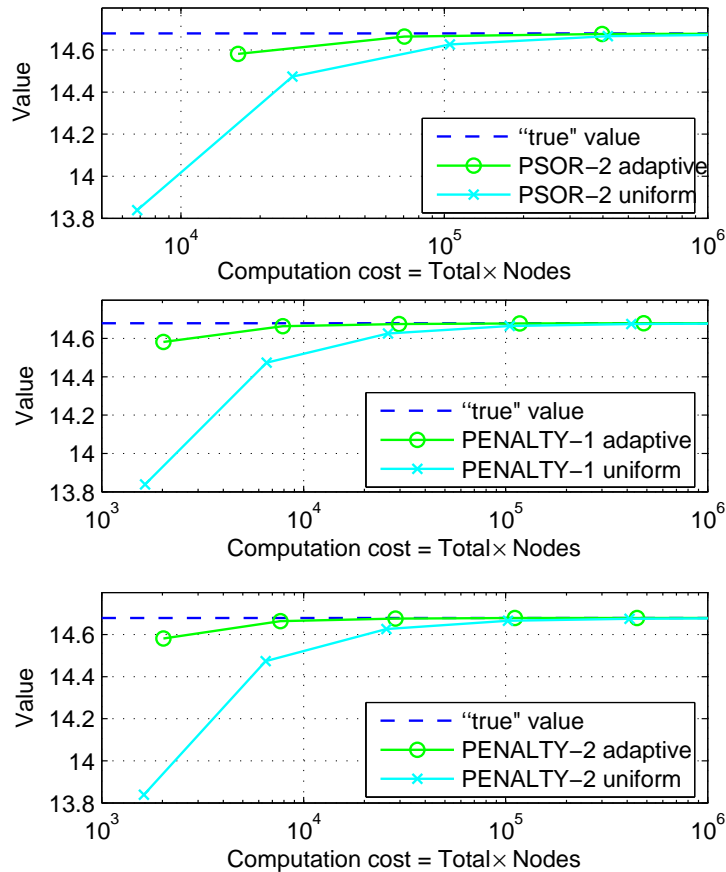 14.6
14.4
14.2
14
13.8
Value
10^4
10^5
10^6
Computation cost = Total× Nodes
‘‘true" value
PSOR−2 adaptive
PSOR−2 uniform
14.6
14.4
14.2
14
13.8
Value
10^3
10^4
10^5
10^6
Computation cost = Total× Nodes
‘‘true" value
PENALTY−1 adaptive
PENALTY−1 uniform
14.6
14.4
14.2
14
13.8
Value
10^3
10^4
10^5
10^6
Computation cost = Total× Nodes
‘‘true" value
PENALTY−2 adaptive
PENALTY−2 uniform